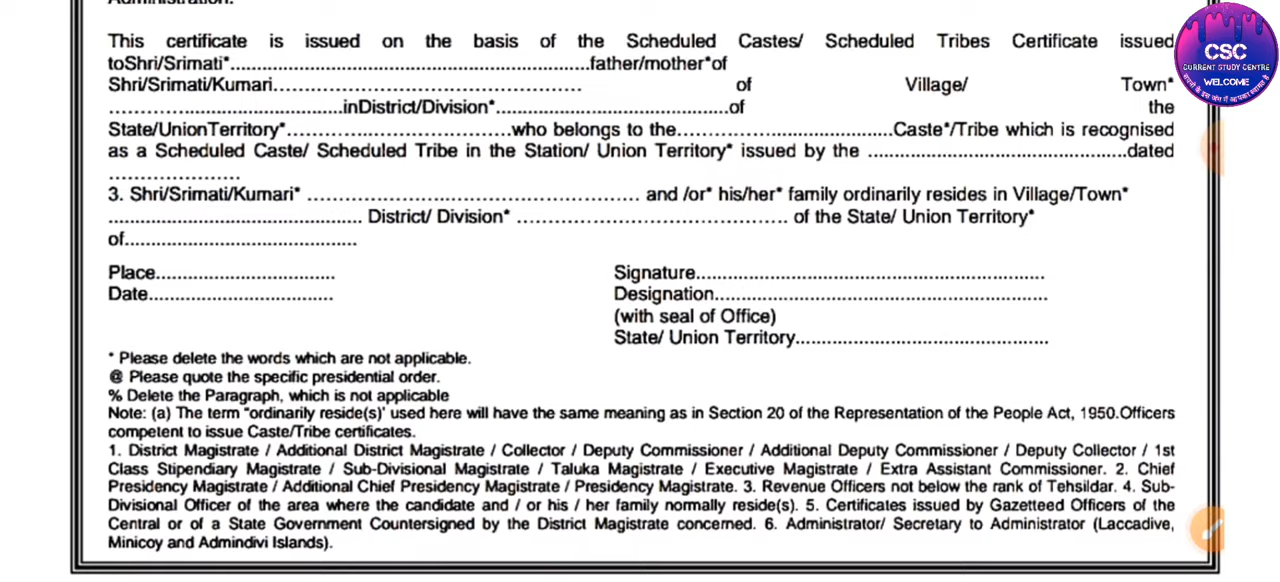 Administration.
This certificate is issued on the basis of the Scheduled Castes/ Scheduled Tribes Certificate issued
toShri/Srimati*..................................................................father/mother*of
Shri/Srimati/Kumari......................................................... of Village/ Town*
............................................inDistrict/Division*............................................of the
State/UnionTerritory*..........................................who belongs to the.........................................Caste*/Tribe which is recognised
as a Scheduled Caste/ Scheduled Tribe in the Station/ Union Territory* issued by the .................................................dated
........................
3. Shri/Srimati/Kumari* .............................................................. and /or* his/her* family ordinarily resides in Village/Town*
................................................ District/ Division* .................................................. of the State/ Union Territory*
of............................................
Place..................................
Date...................................
Signature..................................................................
Designation...............................................................
(with seal of Office)
State/ Union Territory................................................
* Please delete the words which are not applicable.
@ Please quote the specific presidential order.
% Delete the Paragraph, which is not applicable
Note: (a) The term "ordinarily reside(s)' used here will have the same meaning as in Section 20 of the Representation of the People Act, 1950.Officers
competent to issue Caste/Tribe certificates.
1. District Magistrate / Additional District Magistrate / Collector / Deputy Commissioner / Additional Deputy Commissioner / Deputy Collector / 1st
Class Stipendiary Magistrate / Sub-Divisional Magistrate / Taluka Magistrate / Executive Magistrate / Extra Assistant Commissioner. 2. Chief
Presidency Magistrate / Additional Chief Presidency Magistrate / Presidency Magistrate. 3. Revenue Officers not below the rank of Tehsildar. 4. Sub-
Divisional Officer of the area where the candidate and / or his / her family normally reside(s). 5. Certificates issued by Gazetteed Officers of the
Central or of a State Government Countersigned by the District Magistrate concerned. 6. Administrator/ Secretary to Administrator (Laccadive,
Minicoy and Admindivi Islands).
CSC
CURRENT STUDY CENTRE
WELCOME